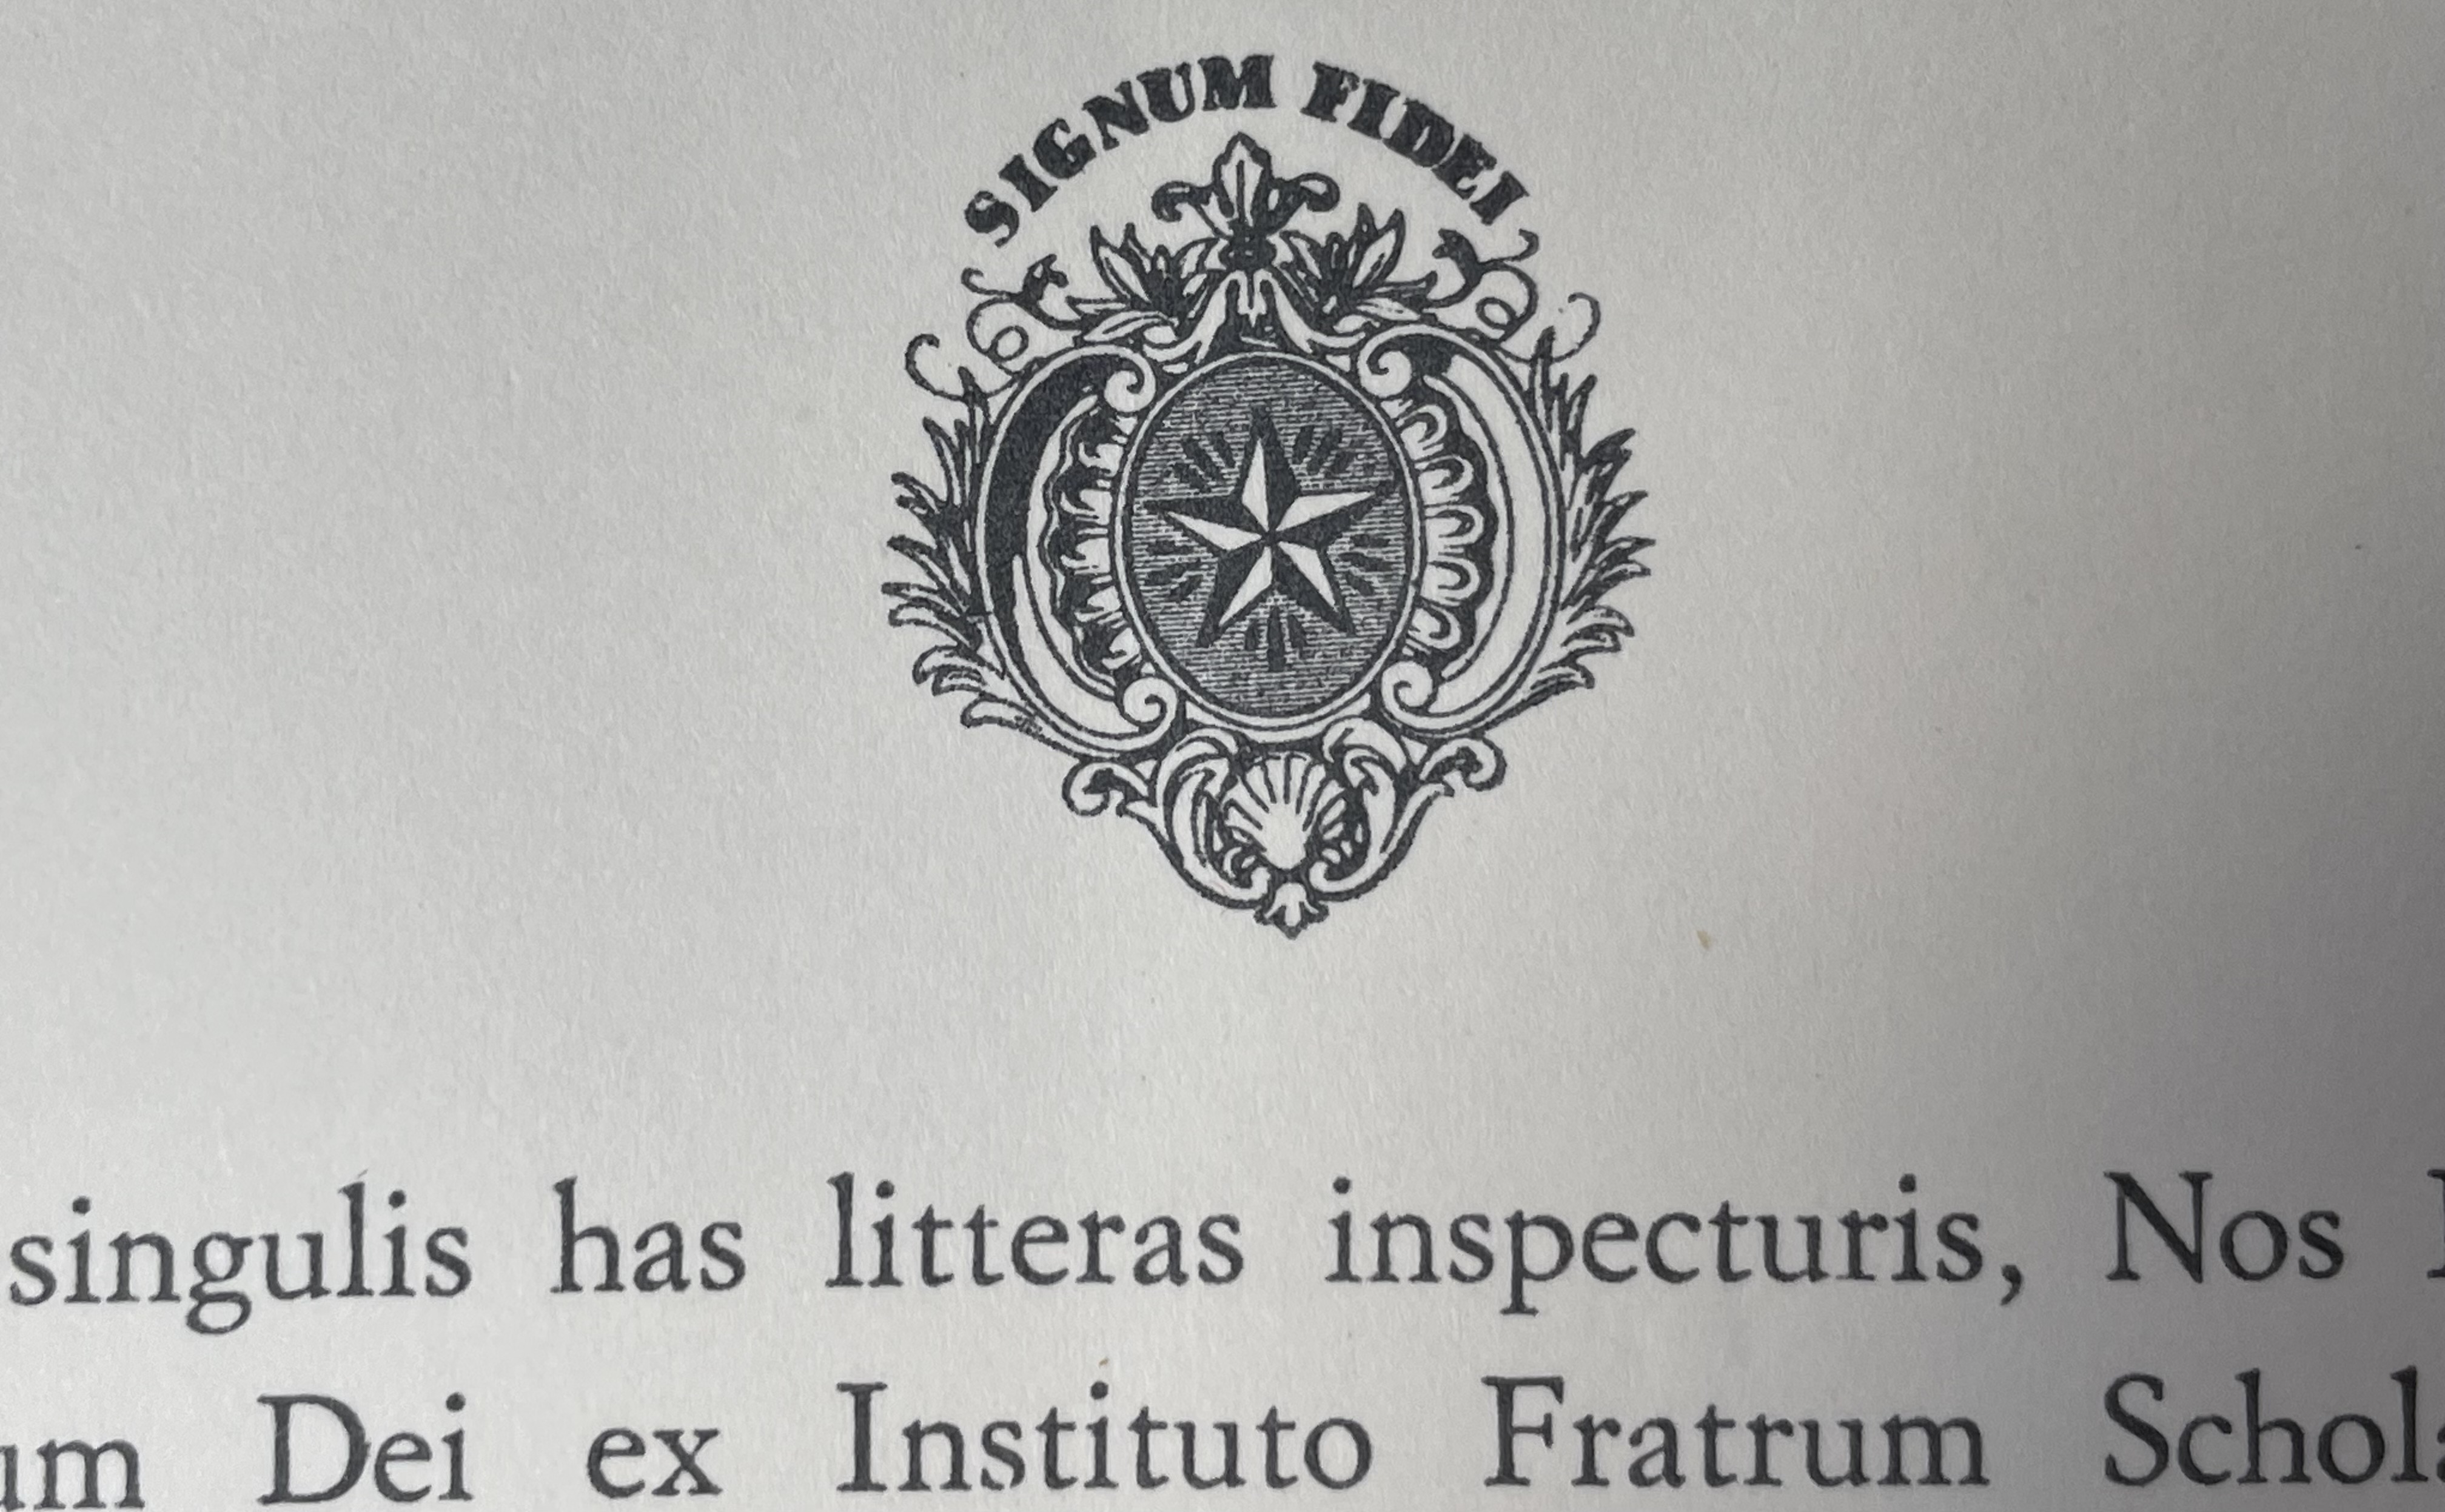 SIGNUM FIDEI
singulis has litteras inspecturis, Nos
Dei ex Instituto Fratrum